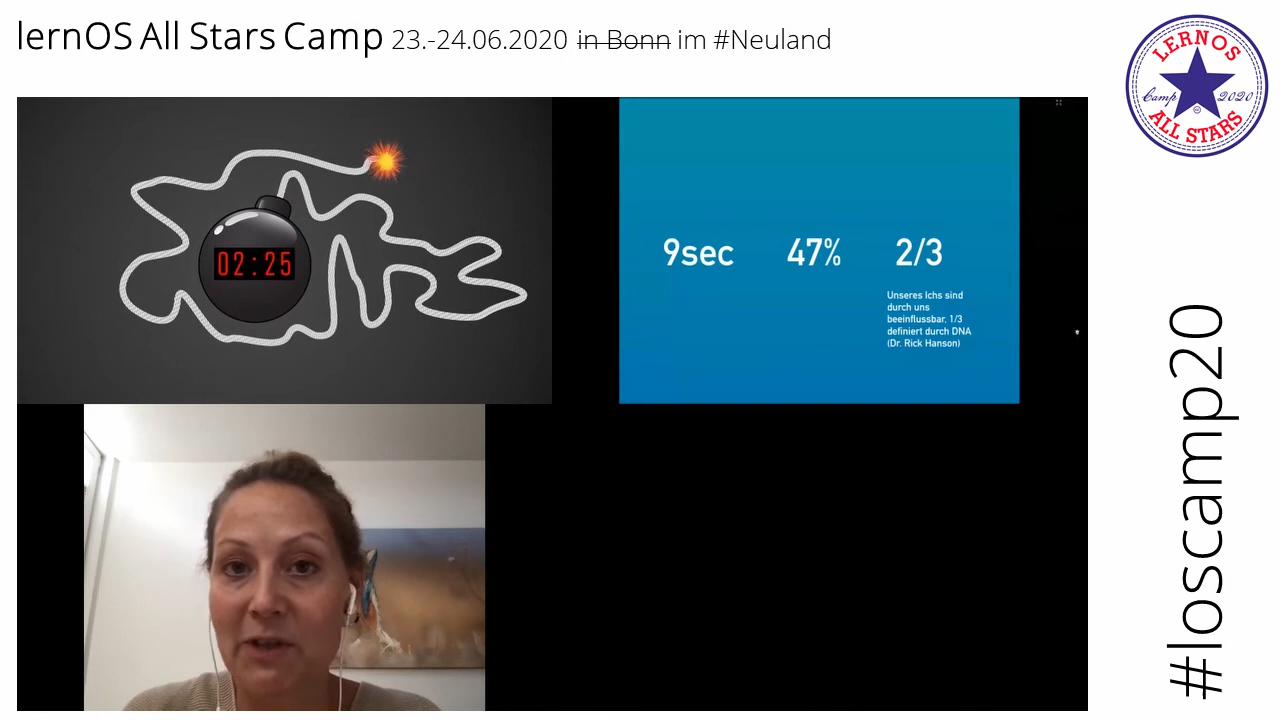 lernOS All Stars Camp 23.-24.06.2020 in Bonn im #Neuland
LERNOS
Camp 2020
ALL STARS
02:25
9sec 47% 2/3
Unseres Ichs sind
durch uns
beeinflussbar. 1/3
definiert durch DNA
(Dr. Rick Hanson)
#loscamp20